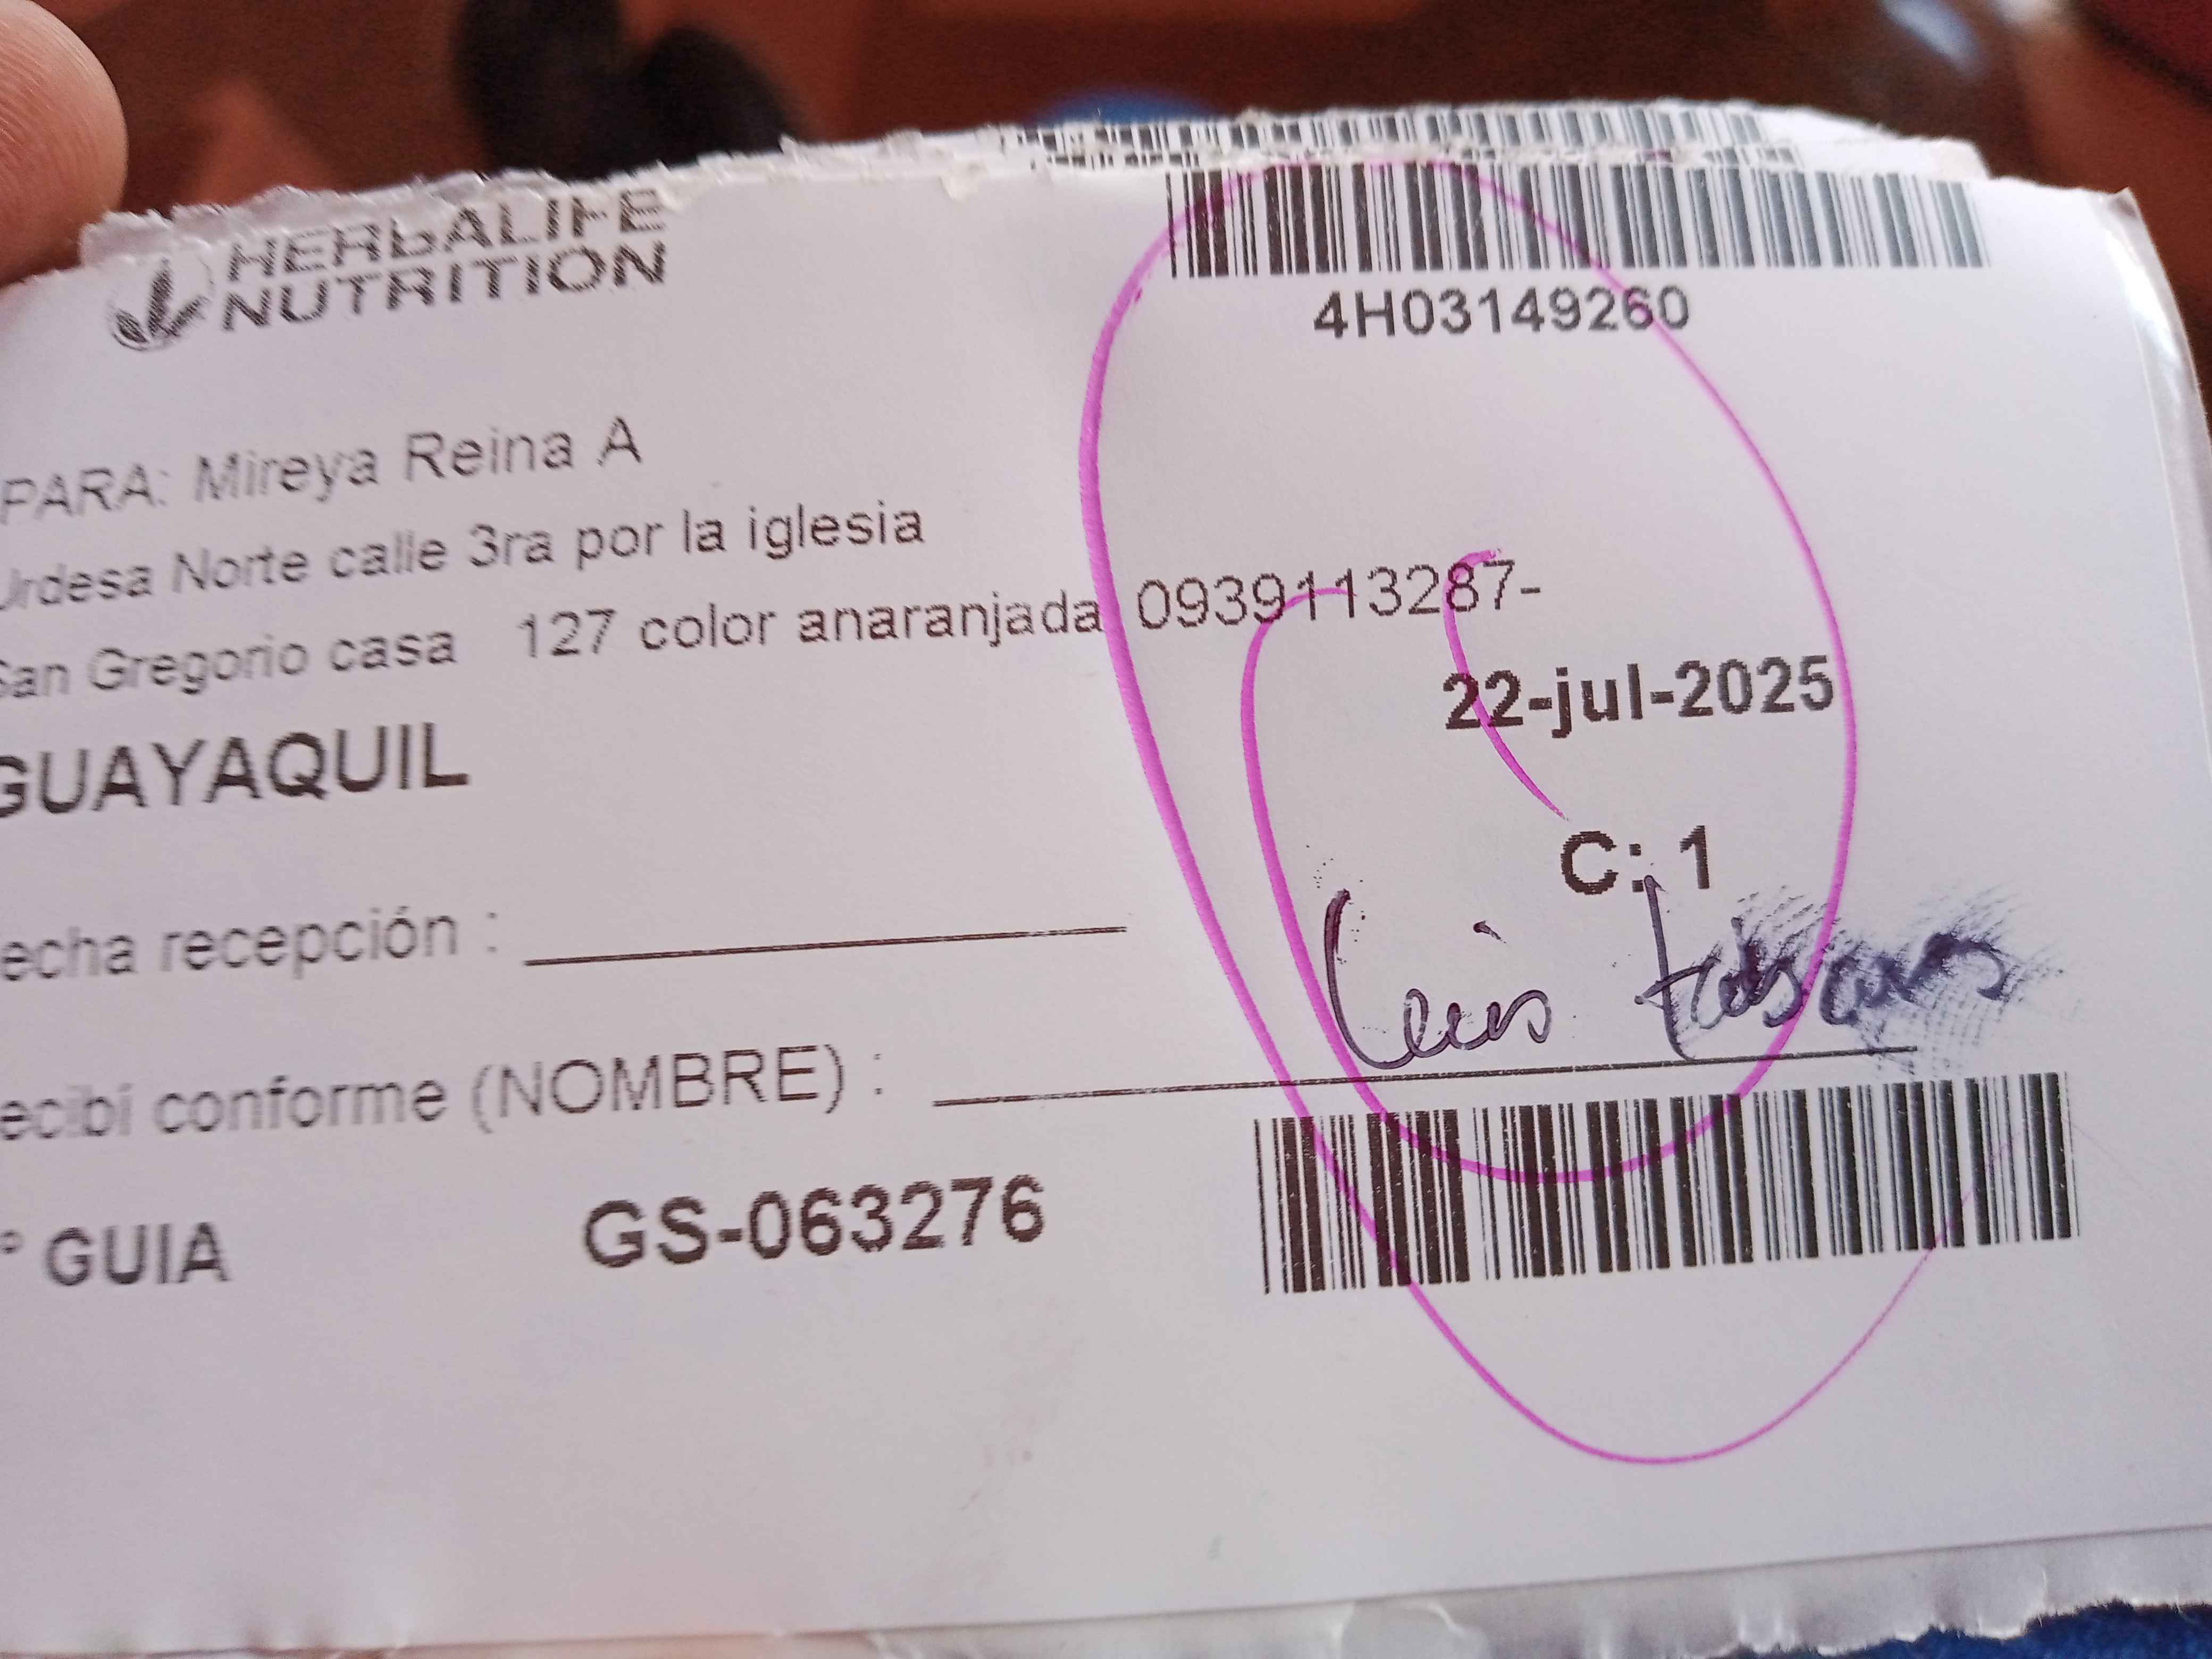 HERBALIFE
NUTRITION
4H03149260
PARA: Mireya Reina A
Urdesa Norte calle 3ra por la iglesia
San Gregorio casa 127 color anaranjada 0939113287-
22-jul-2025
GUAYAQUIL
C: 1
echa recepción :
Luis
ecibi conforme (NOMBRE) :
° GUIA GS-063276